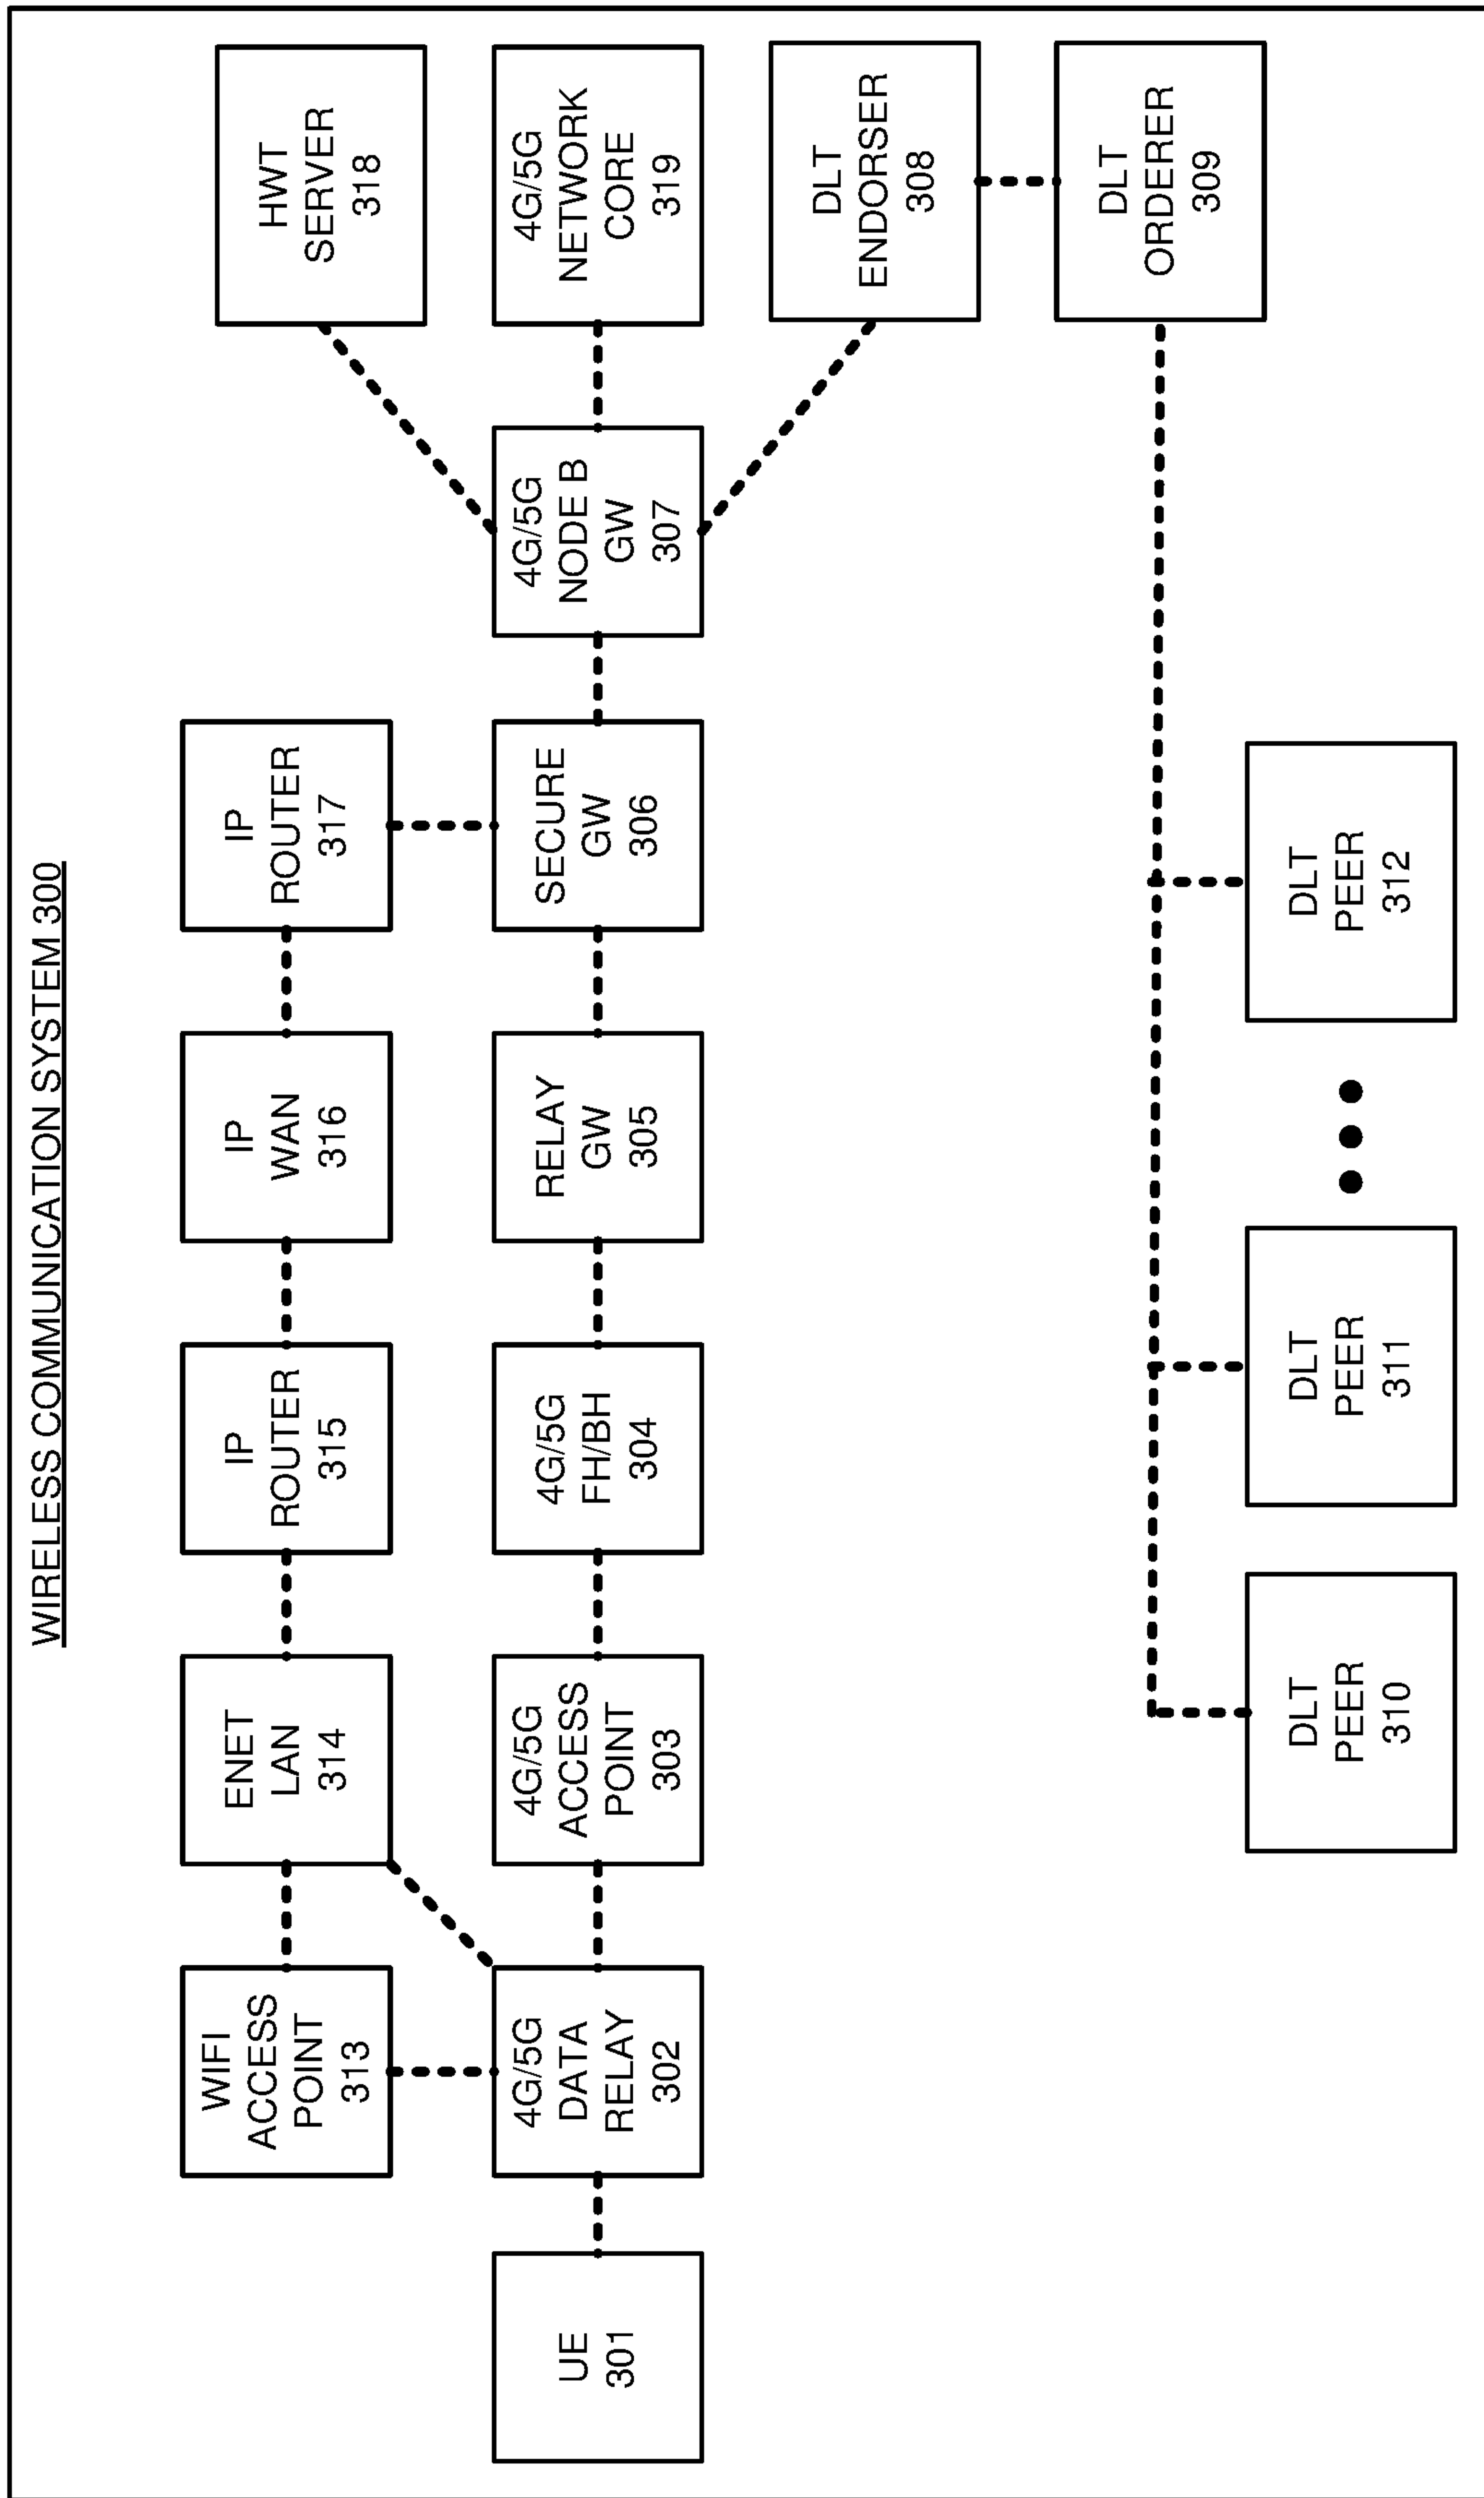 WIRELESS COMMUNICATION SYSTEM 300
WIFI
ACCESS
POINT
313
ENET
LAN
314
IP
ROUTER
315
IP
WAN
316
IP
ROUTER
317
HWT
SERVER
318
UE
301
4G/5G
DATA
RELAY
302
4G/5G
ACCESS
POINT
303
4G/5G
FH/BH
304
RELAY
GW
305
SECURE
GW
306
4G/5G
NODE B
GW
307
4G/5G
NETWORK
CORE
319
DLT
ENDORSER
308
DLT
ORDERER
309
DLT
PEER
310
DLT
PEER
311
DLT
PEER
312